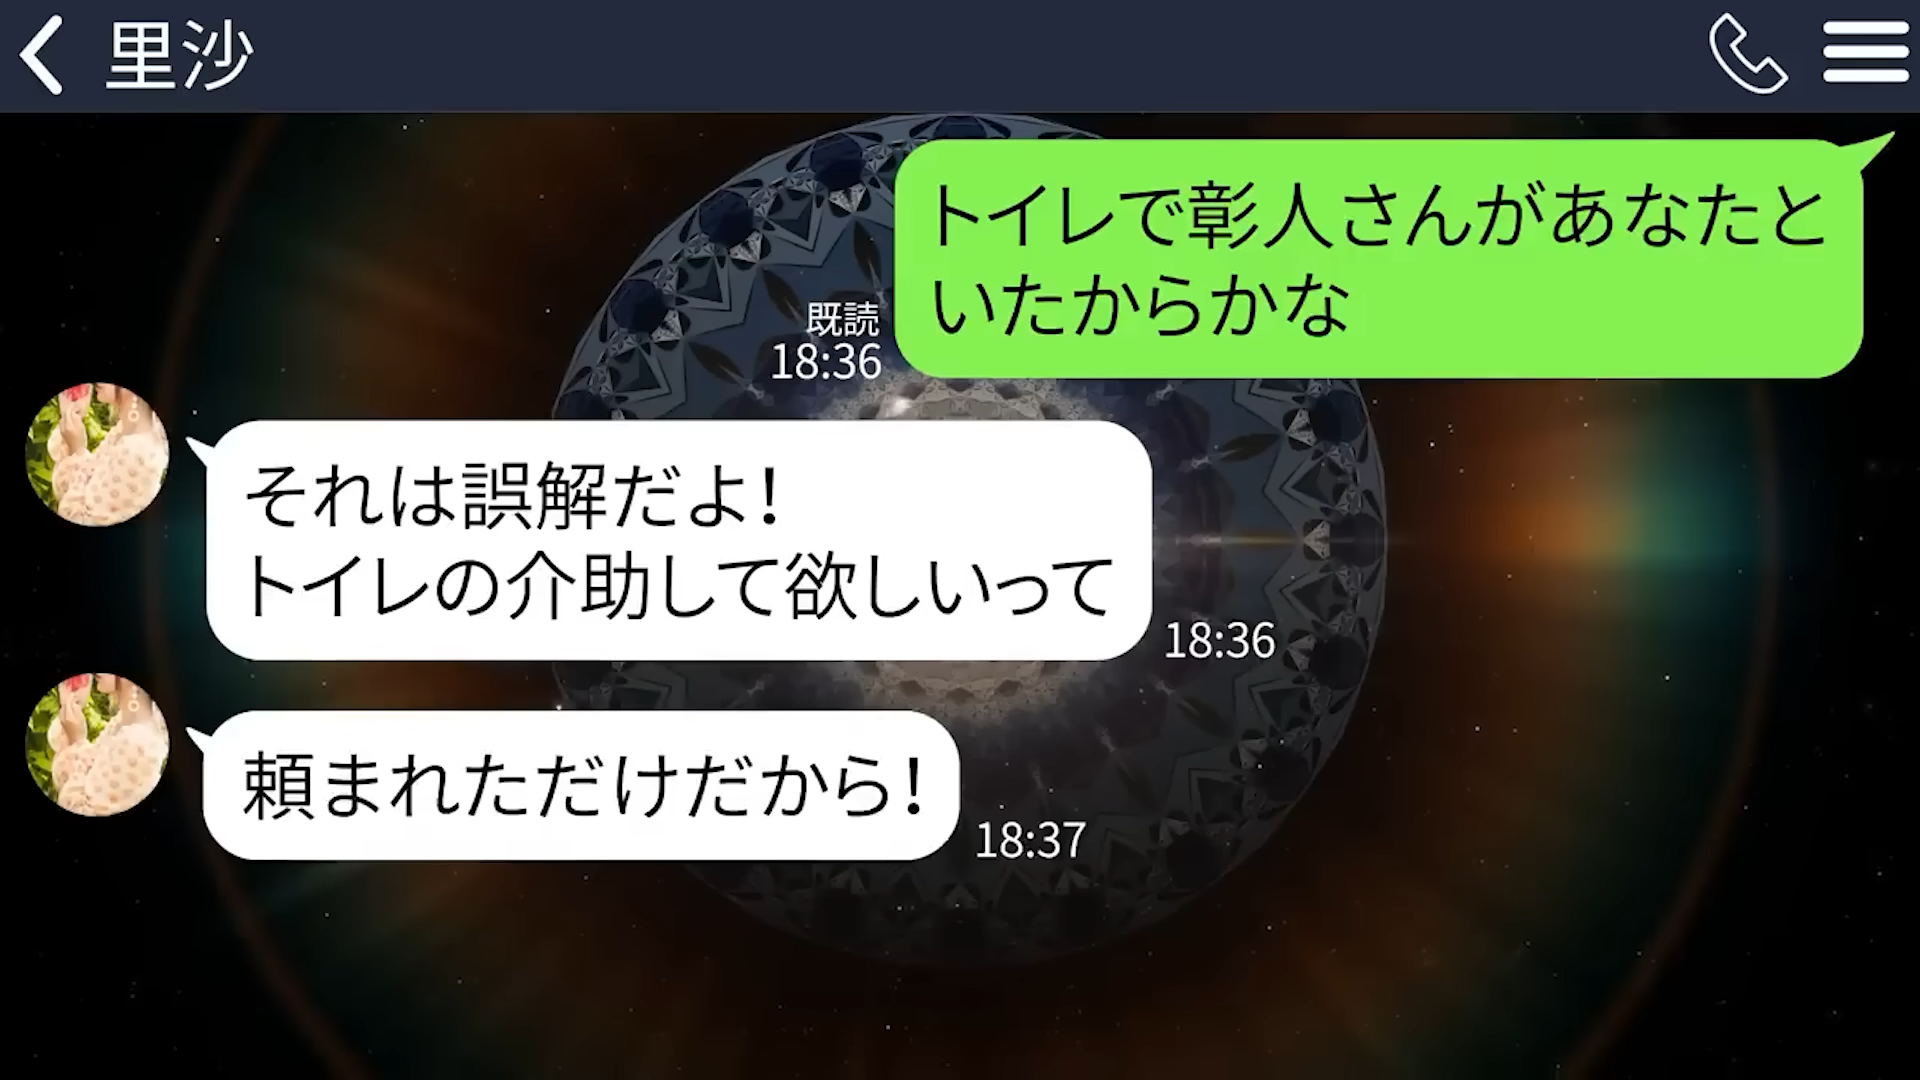 里沙
トイレで彰人さんがあなたと
いたからかな
既読
18:36
それは誤解だよ！
トイレの介助して欲しいって
18:36
頼まれただけだから！
18:37